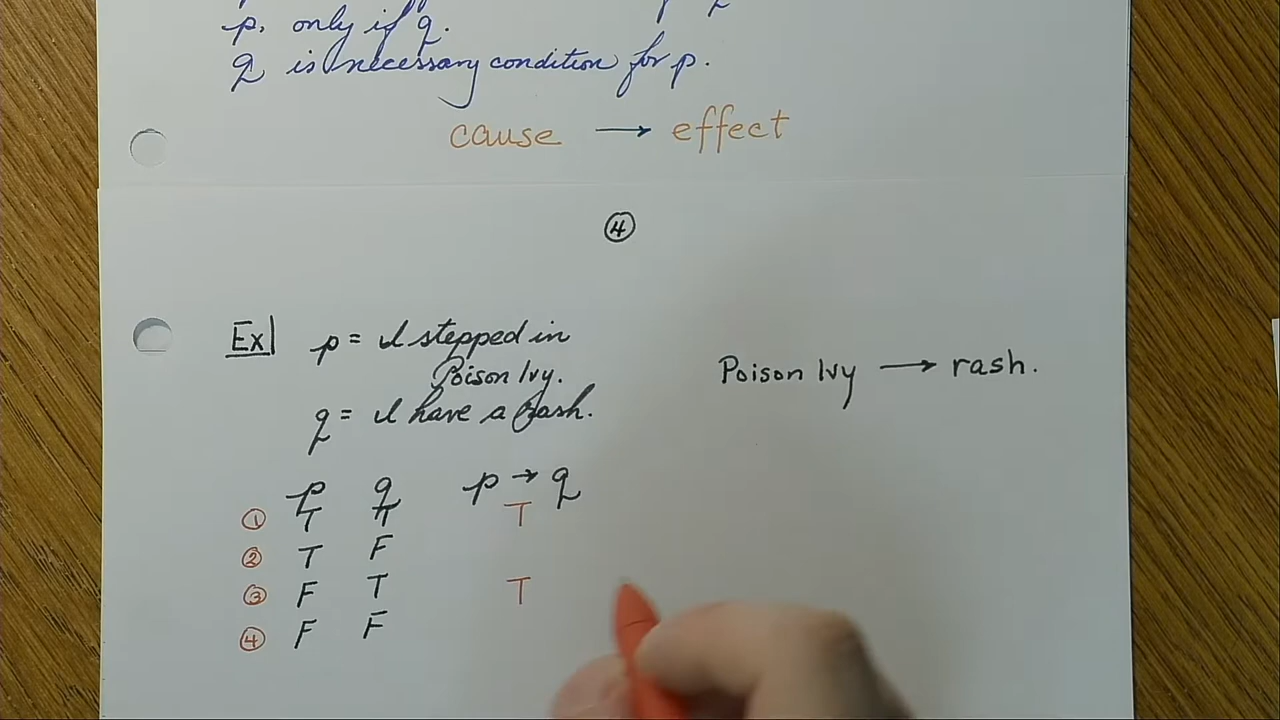 p, only if q.
q is necessary condition for p.
cause → effect
④
Ex p = I stepped in
Poison Ivy.
Poison Ivy → rash.
q = I have a rash.
p q p → q
① T T T
② T F
③ F T T
④ F F